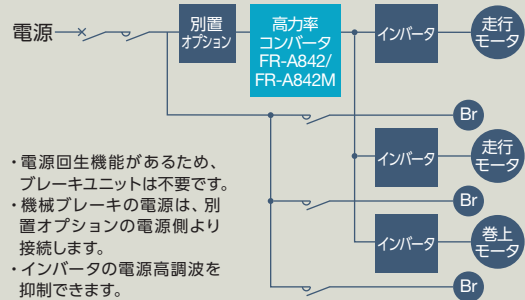 電源
別置
オプション
高力率
コンバータ
FR-A842/
FR-A842M
インバータ
走行
モータ
Br
インバータ
走行
モータ
Br
インバータ
巻上
モータ
Br
・電源回生機能があるため、
ブレーキユニットは不要です。
・機械ブレーキの電源は、別
置オプションの電源側より
接続します。
・インバータの電源高調波を
抑制できます。